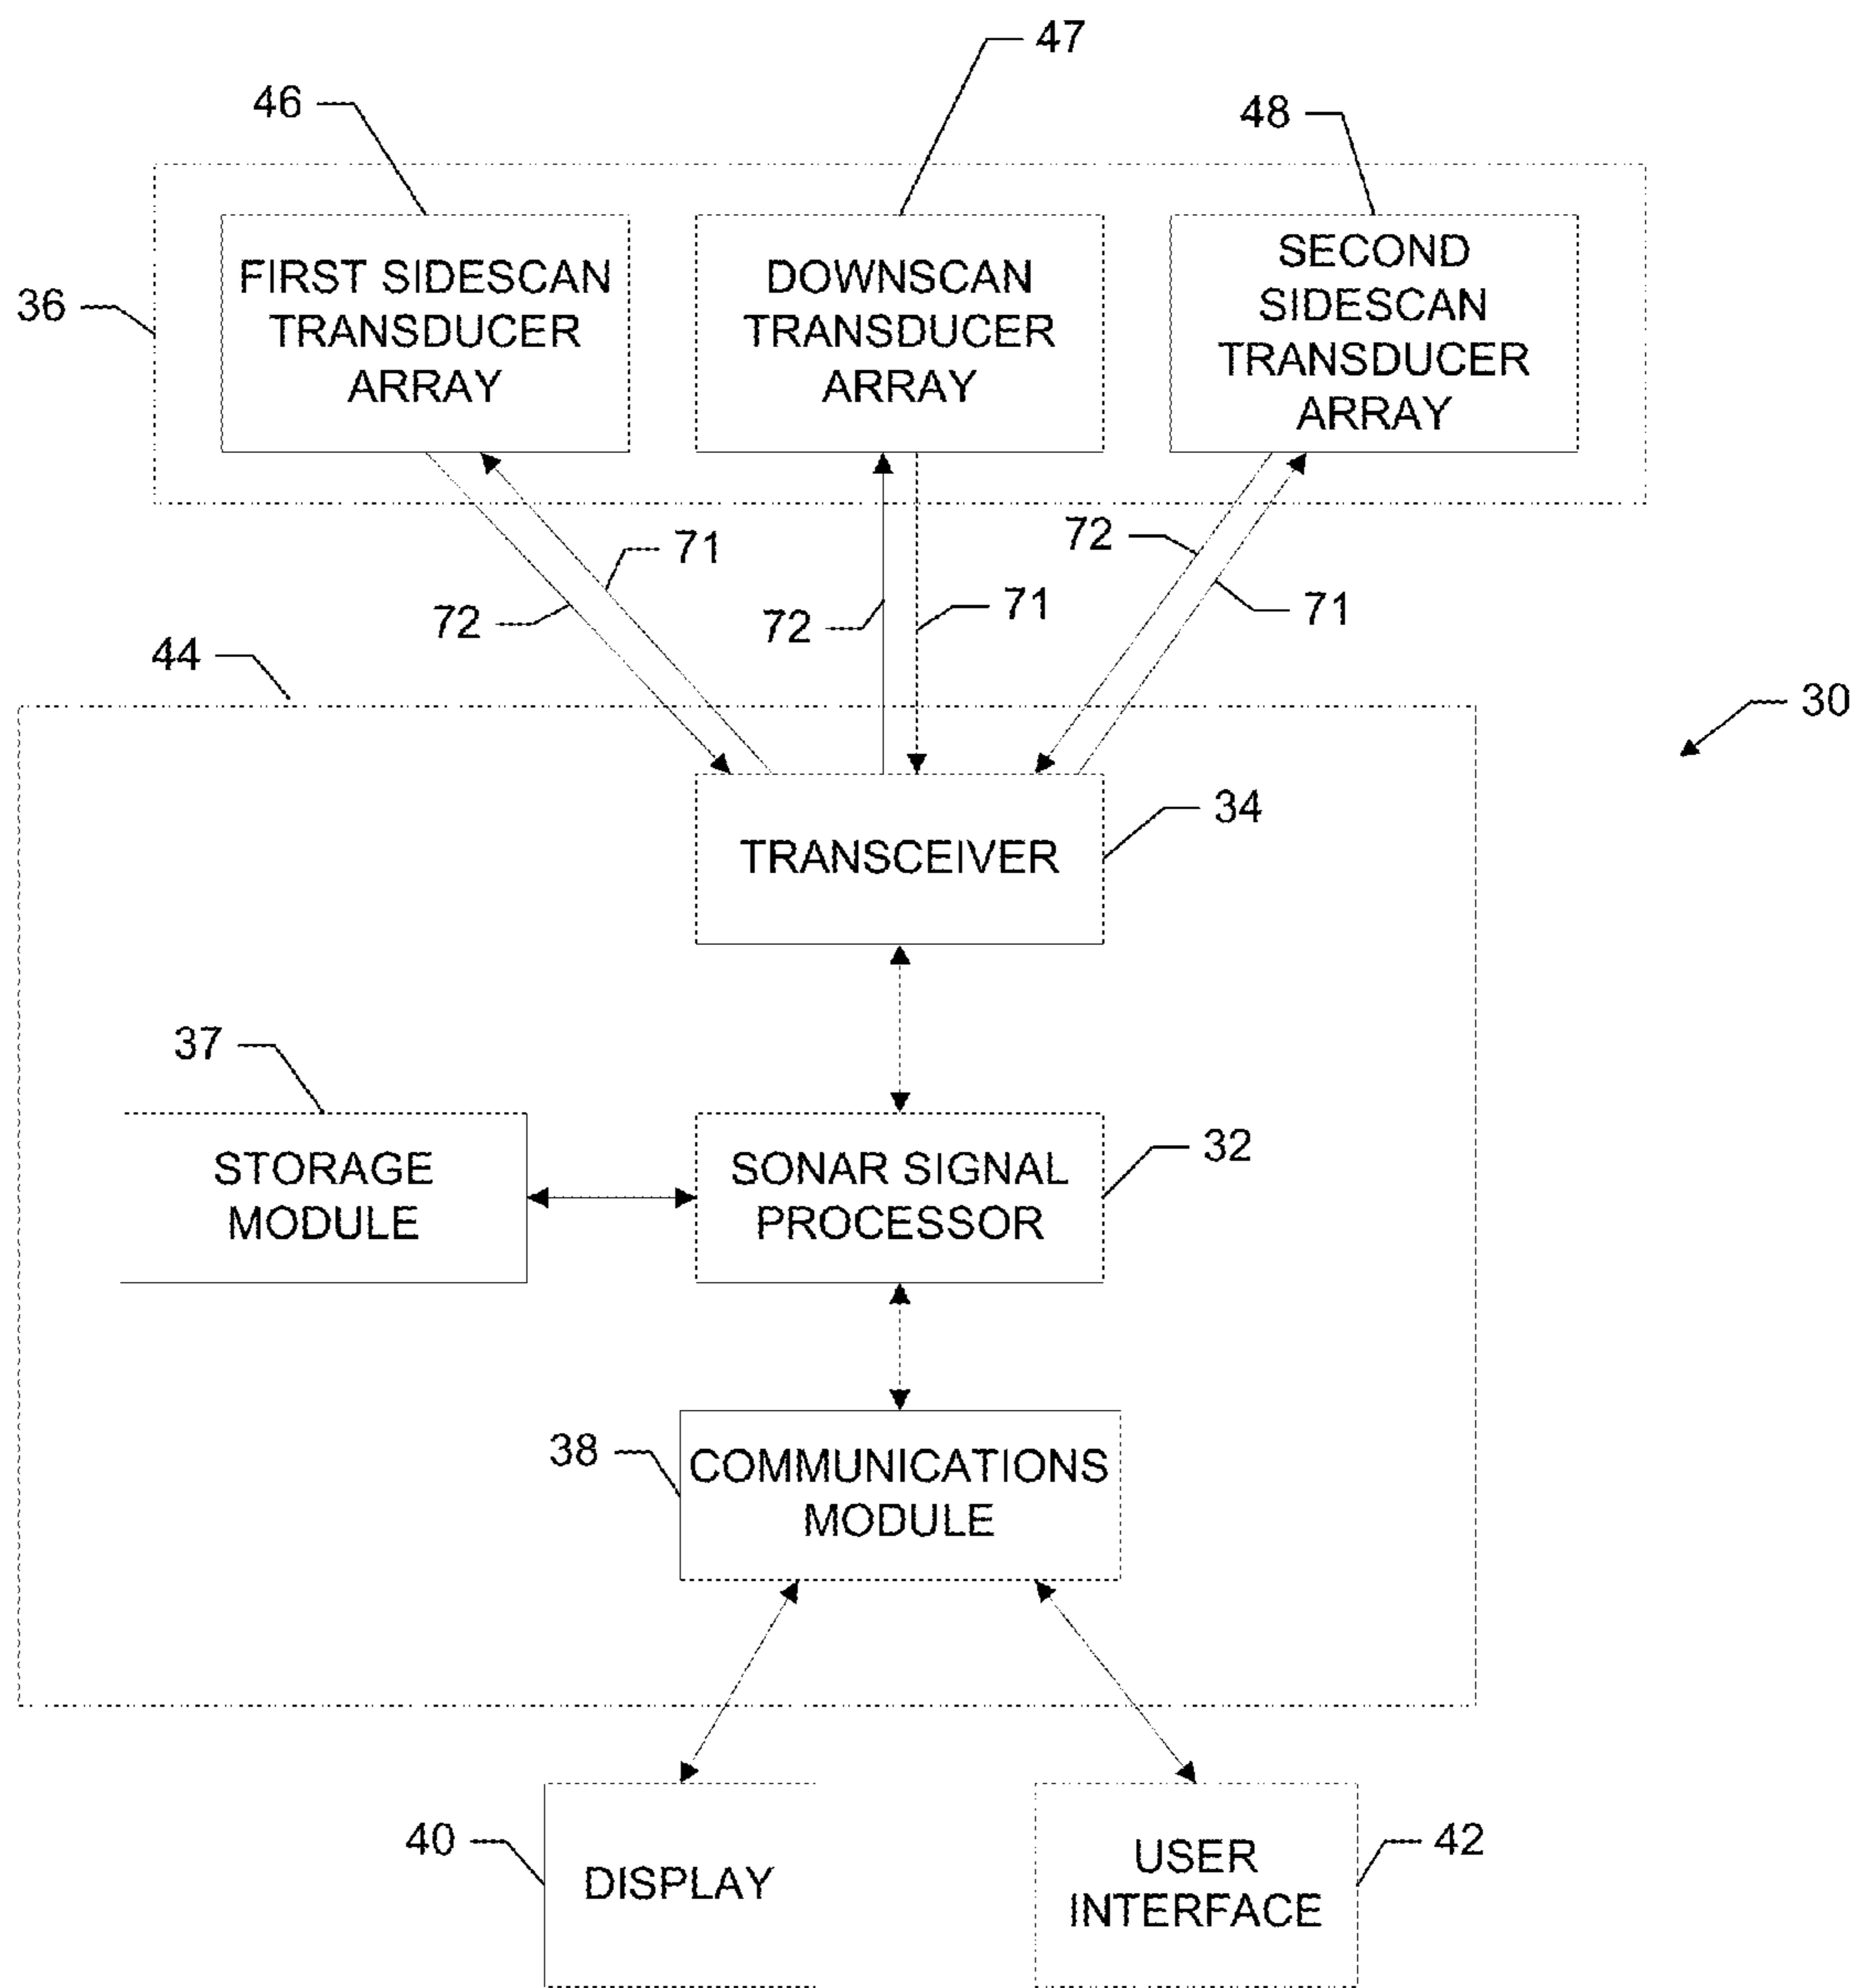 47
46
48
36
FIRST SIDESCAN
TRANSDUCER
ARRAY
DOWNSCAN
TRANSDUCER
ARRAY
SECOND
SIDESCAN
TRANSDUCER
ARRAY
72
71
72
71
72
71
44
30
34
TRANSCEIVER
37
STORAGE
MODULE
32
SONAR SIGNAL
PROCESSOR
38
COMMUNICATIONS
MODULE
40
DISPLAY
42
USER
INTERFACE